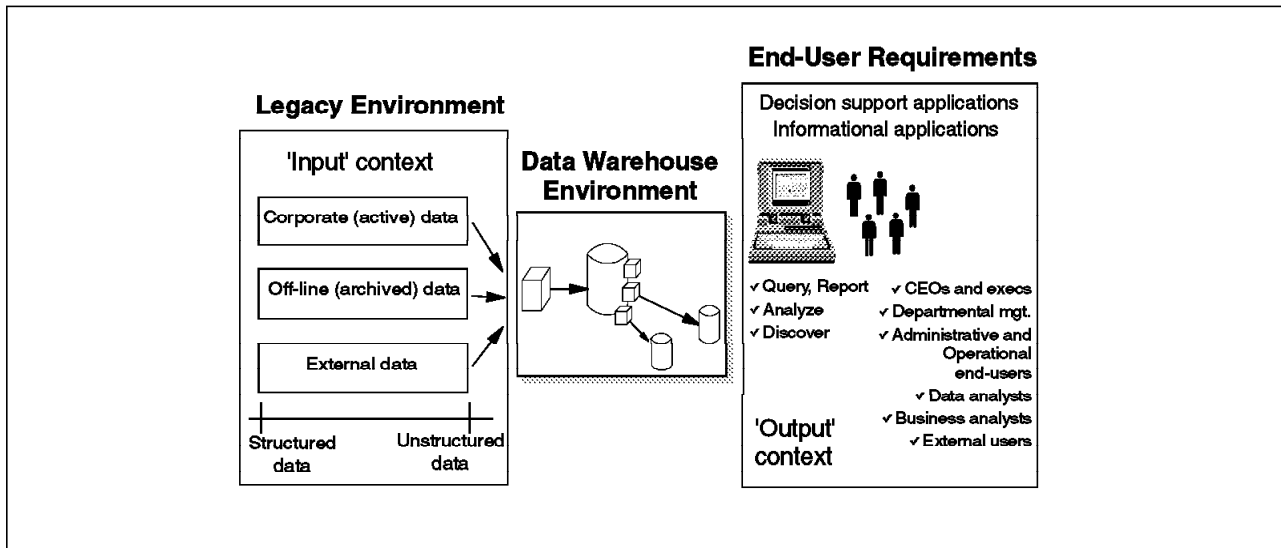 Legacy Environment
'Input' context
Corporate (active) data
Off-line (archived) data
External data
Structured
data
Unstructured
data
Data Warehouse
Environment
End-User Requirements
Decision support applications
Informational applications
✓ Query, Report
✓ Analyze
✓ Discover
✓ CEOs and execs
✓ Departmental mgt.
✓ Administrative and
Operational
end-users
✓ Data analysts
✓ Business analysts
✓ External users
'Output'
context